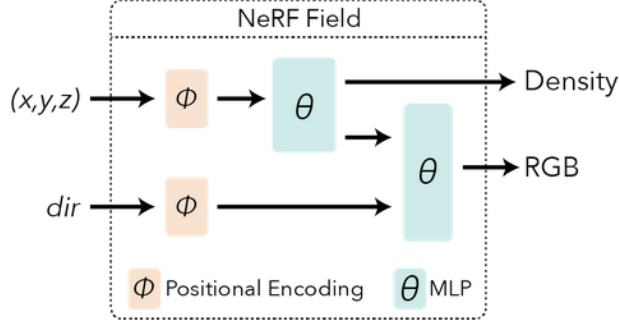 NeRF Field
(x,y,z)
Φ
θ
Density
θ
RGB
dir
Φ
Φ Positional Encoding
θ MLP